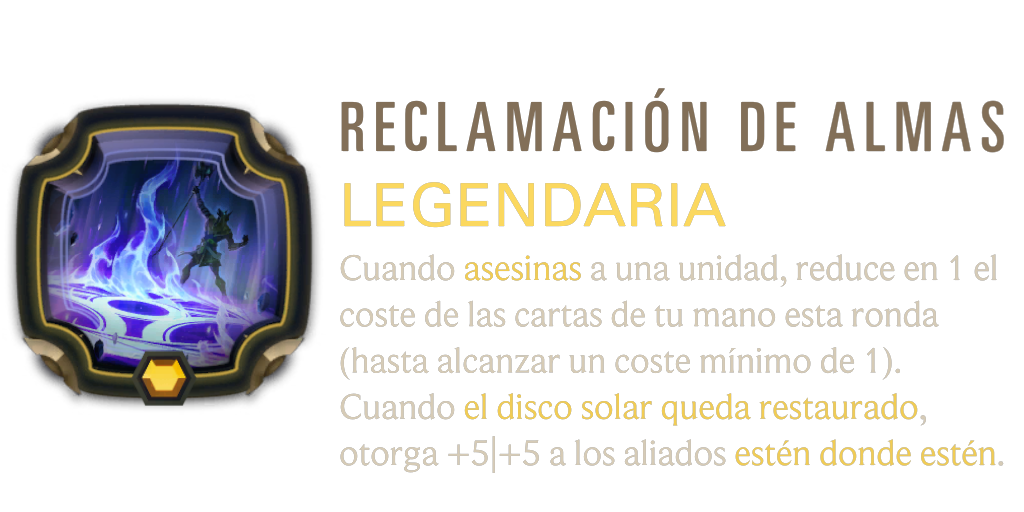 RECLAMACIÓN DE ALMAS
LEGENDARIA
Cuando asesinas a una unidad, reduce en 1 el
coste de las cartas de tu mano esta ronda
(hasta alcanzar un coste mínimo de 1).
Cuando el disco solar queda restaurado,
otorga +5|+5 a los aliados estén donde estén.